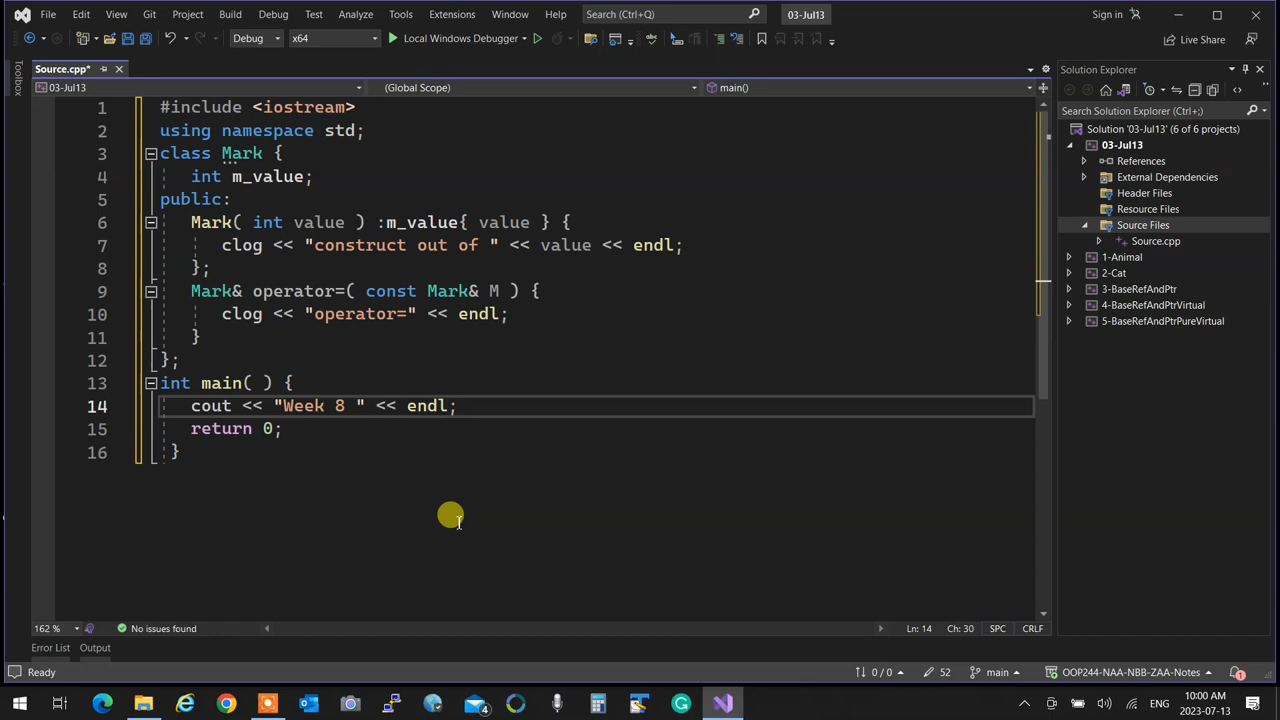 File Edit View Git Project Build Debug Test Analyze Tools Extensions Window Help Search (Ctrl+Q) 03-Jul13 Sign in
Debug x64 Local Windows Debugger Live Share
Toolbox
Source.cpp*
03-Jul13 (Global Scope) main()
1 #include <iostream>
2 using namespace std;
3 class Mark {
4 int m_value;
5 public:
6 Mark( int value ) :m_value{ value } {
7 clog << "construct out of " << value << endl;
8 };
9 Mark& operator=( const Mark& M ) {
10 clog << "operator=" << endl;
11 }
12 };
13 int main( ) {
14 cout << "Week 8 " << endl;
15 return 0;
16 }
162 % No issues found Ln: 14 Ch: 30 SPC CRLF
Error List Output
Solution Explorer
Search Solution Explorer (Ctrl+;)
Solution '03-Jul13' (6 of 6 projects)
03-Jul13
References
External Dependencies
Header Files
Resource Files
Source Files
Source.cpp
1-Animal
2-Cat
3-BaseRefAndPtr
4-BaseRefAndPtrVirtual
5-BaseRefAndPtrPureVirtual
Ready 0 / 0 52 main OOP244-NAA-NBB-ZAA-Notes 1
4
ENG 10:00 AM
2023-07-13